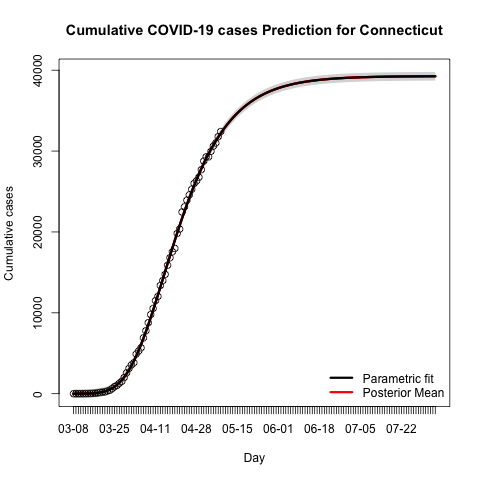 Cumulative COVID-19 cases Prediction for Connecticut
Cumulative cases
40000
30000
20000
10000
0
Parametric fit
Posterior Mean
03-08 03-25 04-11 04-28 05-15 06-01 06-18 07-05 07-22
Day